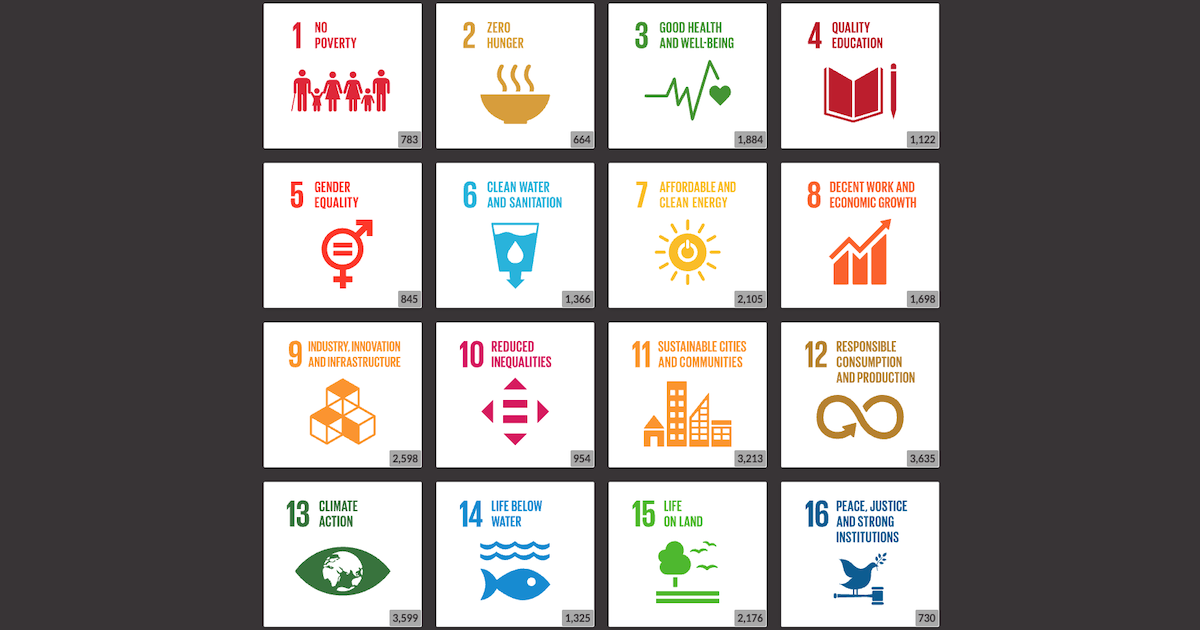 1 NO
POVERTY
783
2 ZERO
HUNGER
664
3 GOOD HEALTH
AND WELL-BEING
1,884
4 QUALITY
EDUCATION
1,122
5 GENDER
EQUALITY
845
6 CLEAN WATER
AND SANITATION
1,366
7 AFFORDABLE AND
CLEAN ENERGY
2,105
8 DECENT WORK AND
ECONOMIC GROWTH
1,698
9 INDUSTRY, INNOVATION
AND INFRASTRUCTURE
2,598
10 REDUCED
INEQUALITIES
954
11 SUSTAINABLE CITIES
AND COMMUNITIES
3,213
12 RESPONSIBLE
CONSUMPTION
AND PRODUCTION
3,635
13 CLIMATE
ACTION
3,599
14 LIFE BELOW
WATER
1,325
15 LIFE
ON LAND
2,176
16 PEACE, JUSTICE
AND STRONG
INSTITUTIONS
730